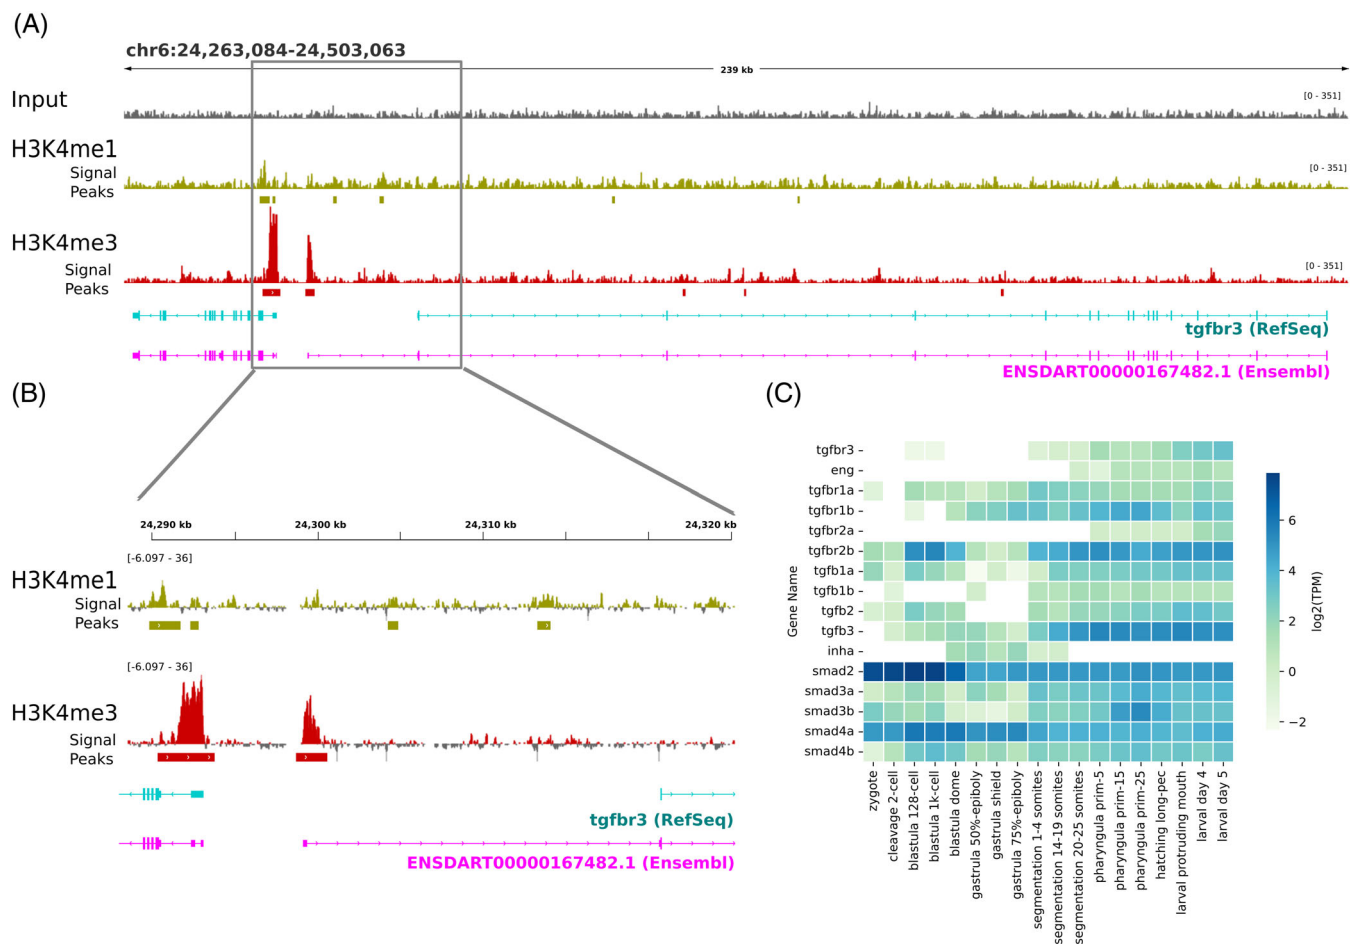 (A)
chr6:24,263,084-24,503,063
239 kb
Input
[0 - 351]
H3K4me1
Signal
Peaks
[0 - 351]
H3K4me3
Signal
Peaks
[0 - 351]
tgfbr3 (RefSeq)
ENSDART00000167482.1 (Ensembl)
(B)
24,290 kb 24,300 kb 24,310 kb 24,320 kb
[-6.097 - 36]
H3K4me1
Signal
Peaks
[-6.097 - 36]
H3K4me3
Signal
Peaks
tgfbr3 (RefSeq)
ENSDART00000167482.1 (Ensembl)
(C)
Gene Name
tgfbr3
eng
tgfbr1a
tgfbr1b
tgfbr2a
tgfbr2b
tgfb1a
tgfb1b
tgfb2
tgfb3
inha
smad2
smad3a
smad3b
smad4a
smad4b
zygote
cleavage 2-cell
blastula 128-cell
blastula 1k-cell
blastula dome
gastrula 50%-epiboly
gastrula shield
gastrula 75%-epiboly
segmentation 1-4 somites
segmentation 14-19 somites
segmentation 20-25 somites
pharyngula prim-5
pharyngula prim-15
pharyngula prim-25
hatching long-pec
larval protruding mouth
larval day 4
larval day 5
6
4
2
0
−2
log2(TPM)